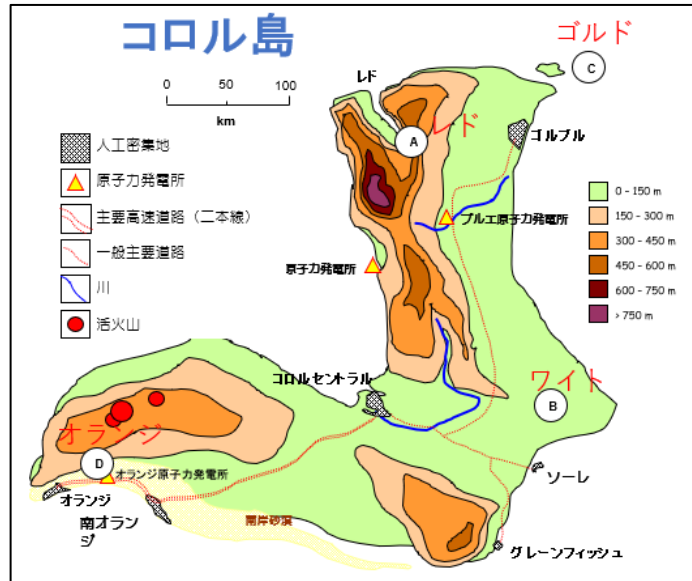 コロル島
ゴルド
レド
C
0 50 100
km
レド
A
ゴルブル
人工密集地
原子力発電所
主要高速道路（二本線）
一般主要道路
川
活火山
0 - 150 m
150 - 300 m
300 - 450 m
450 - 600 m
600 - 750 m
> 750 m
ブルエ原子力発電所
原子力発電所
コロルセントラル
ワイト
B
オランジ
D
オランジ原子力発電所
ソーレ
オランジ
南オラン
ジ
南岸砂漠
グレーンフィッシュ